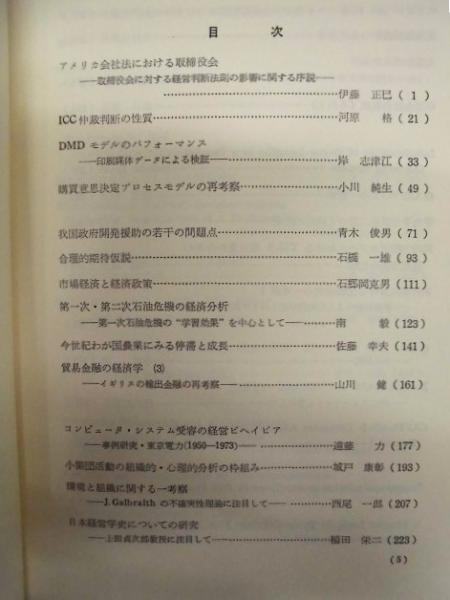 目 次
アメリカ会社法における取締役会
――取締役会に対する経営判断法則の影響に関する序説――
…………………………伊藤 正巳 ( 1 )
ICC仲裁判断の性質…………………………河原 格 ( 21 )
DMD モデルのパフォーマンス
――印刷媒体データによる検証――…………………………岸 志津江 ( 33 )
購買意思決定プロセスモデルの再考察…………………………小川 純生 ( 49 )
我国政府開発援助の若干の問題点…………………………青木 俊男 ( 71 )
合理的期待仮説…………………………石橋 一雄 ( 93 )
市場経済と経済政策…………………………石郷岡克男 (111)
第一次・第二次石油危機の経済分析
――第一次石油危機の“学習効果”を中心として――…………南 毅 (123)
今世紀わが国農業にみる停滞と成長…………………………佐藤 幸夫 (141)
貿易金融の経済学 (3)
――イギリスの輸出金融の再考察――…………………………山川 健 (161)
コンピュータ・システム受容の経営ビヘイビア
――事例研究・東京電力(1950―1973)――…………………………遠藤 力 (177)
小集団活動の組織的・心理的分析の枠組み…………………………城戸 康彰 (193)
環境と組織に関する一考察
――J. Galbraith の不確実性理論に注目して――…………西尾 一郎 (207)
日本経営学史についての研究
――上田貞次郎教授に注目して――…………………………稲田 栄二 (223)
( 5 )